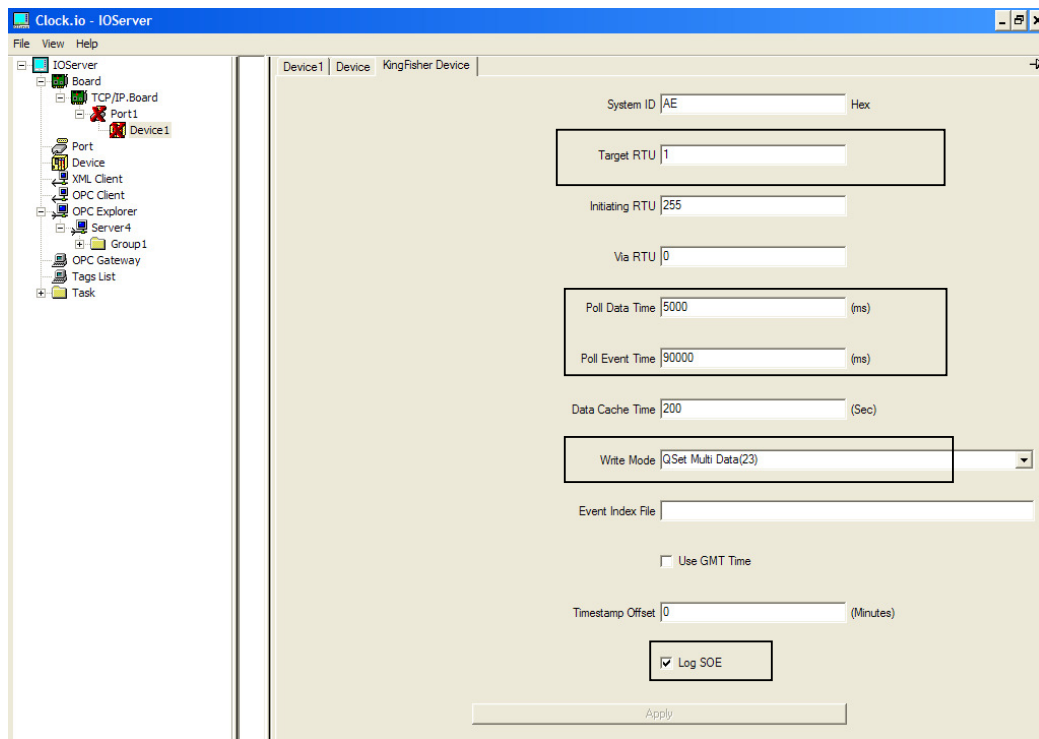 Clock.io - IOServer
File View Help
IOServer
Board
TCP/IP.Board
Port1
Device1
Port
Device
XML Client
OPC Client
OPC Explorer
Server4
Group1
OPC Gateway
Tags List
Task
Device1 Device KingFisher Device
System ID AE Hex
Target RTU 1
Initiating RTU 255
Via RTU 0
Poll Data Time 5000 (ms)
Poll Event Time 90000 (ms)
Data Cache Time 200 (Sec)
Write Mode QSet Multi Data(23)
Event Index File
Use GMT Time
Timestamp Offset 0 (Minutes)
Log SOE
Apply